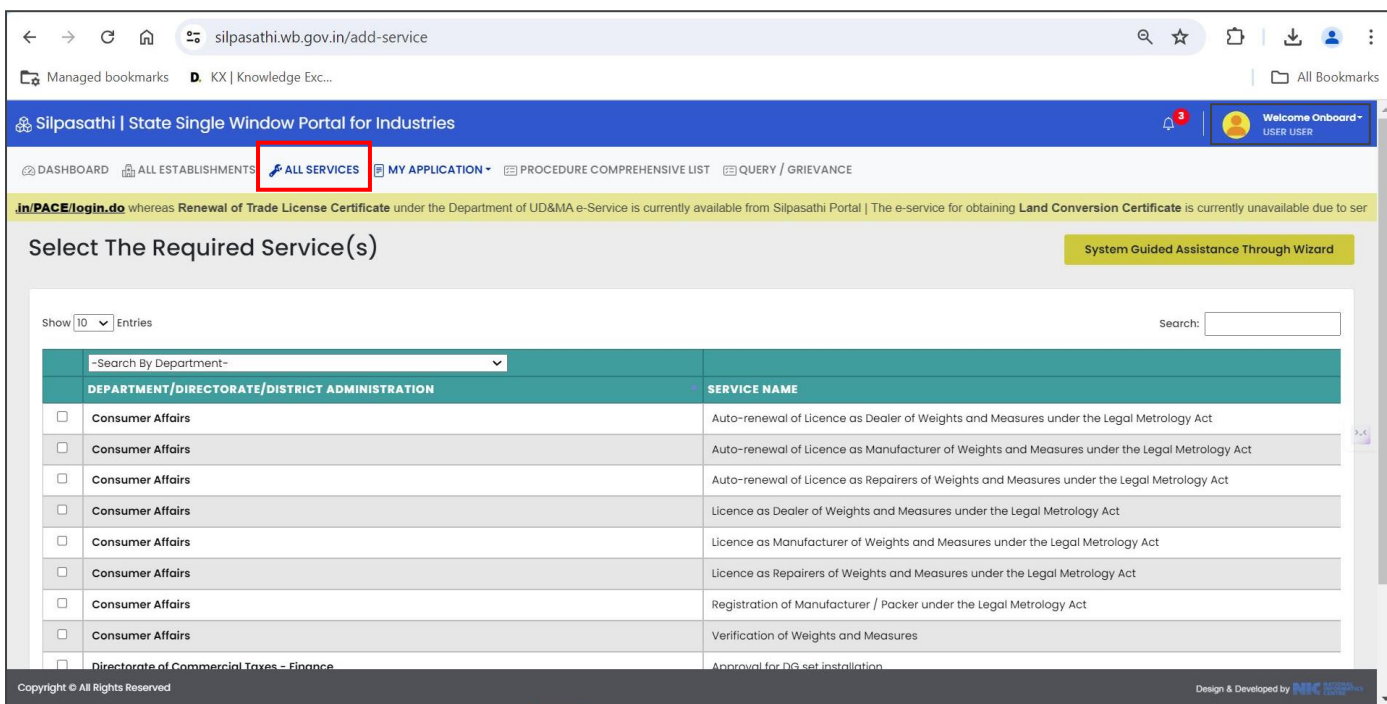 silpasathi.wb.gov.in/add-service
Managed bookmarks D. KX | Knowledge Exc... All Bookmarks
Silpasathi | State Single Window Portal for Industries 3 Welcome Onboard
USER USER
DASHBOARD ALL ESTABLISHMENTS ALL SERVICES MY APPLICATION PROCEDURE COMPREHENSIVE LIST QUERY / GRIEVANCE
.in/PACE/login.do whereas Renewal of Trade License Certificate under the Department of UD&MA e-Service is currently available from Silpasathi Portal | The e-service for obtaining Land Conversion Certificate is currently unavailable due to ser
Select The Required Service(s) System Guided Assistance Through Wizard
Show 10 Entries Search:
-Search By Department-
DEPARTMENT/DIRECTORATE/DISTRICT ADMINISTRATION SERVICE NAME
Consumer Affairs Auto-renewal of Licence as Dealer of Weights and Measures under the Legal Metrology Act
Consumer Affairs Auto-renewal of Licence as Manufacturer of Weights and Measures under the Legal Metrology Act
Consumer Affairs Auto-renewal of Licence as Repairers of Weights and Measures under the Legal Metrology Act
Consumer Affairs Licence as Dealer of Weights and Measures under the Legal Metrology Act
Consumer Affairs Licence as Manufacturer of Weights and Measures under the Legal Metrology Act
Consumer Affairs Licence as Repairers of Weights and Measures under the Legal Metrology Act
Consumer Affairs Registration of Manufacturer / Packer under the Legal Metrology Act
Consumer Affairs Verification of Weights and Measures
Directorate of Commercial Taxes - Finance Approval for DG set installation
Copyright © All Rights Reserved Design & Developed by NIC